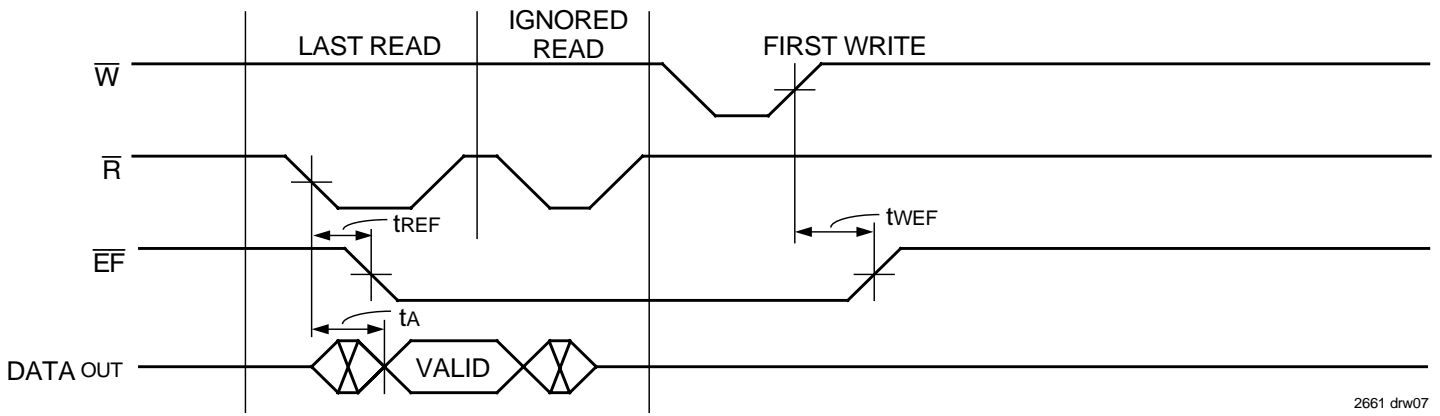 LAST READ
IGNORED
READ
FIRST WRITE
W
R
tREF
tWEF
EF
tA
DATA OUT
VALID
2661 drw07